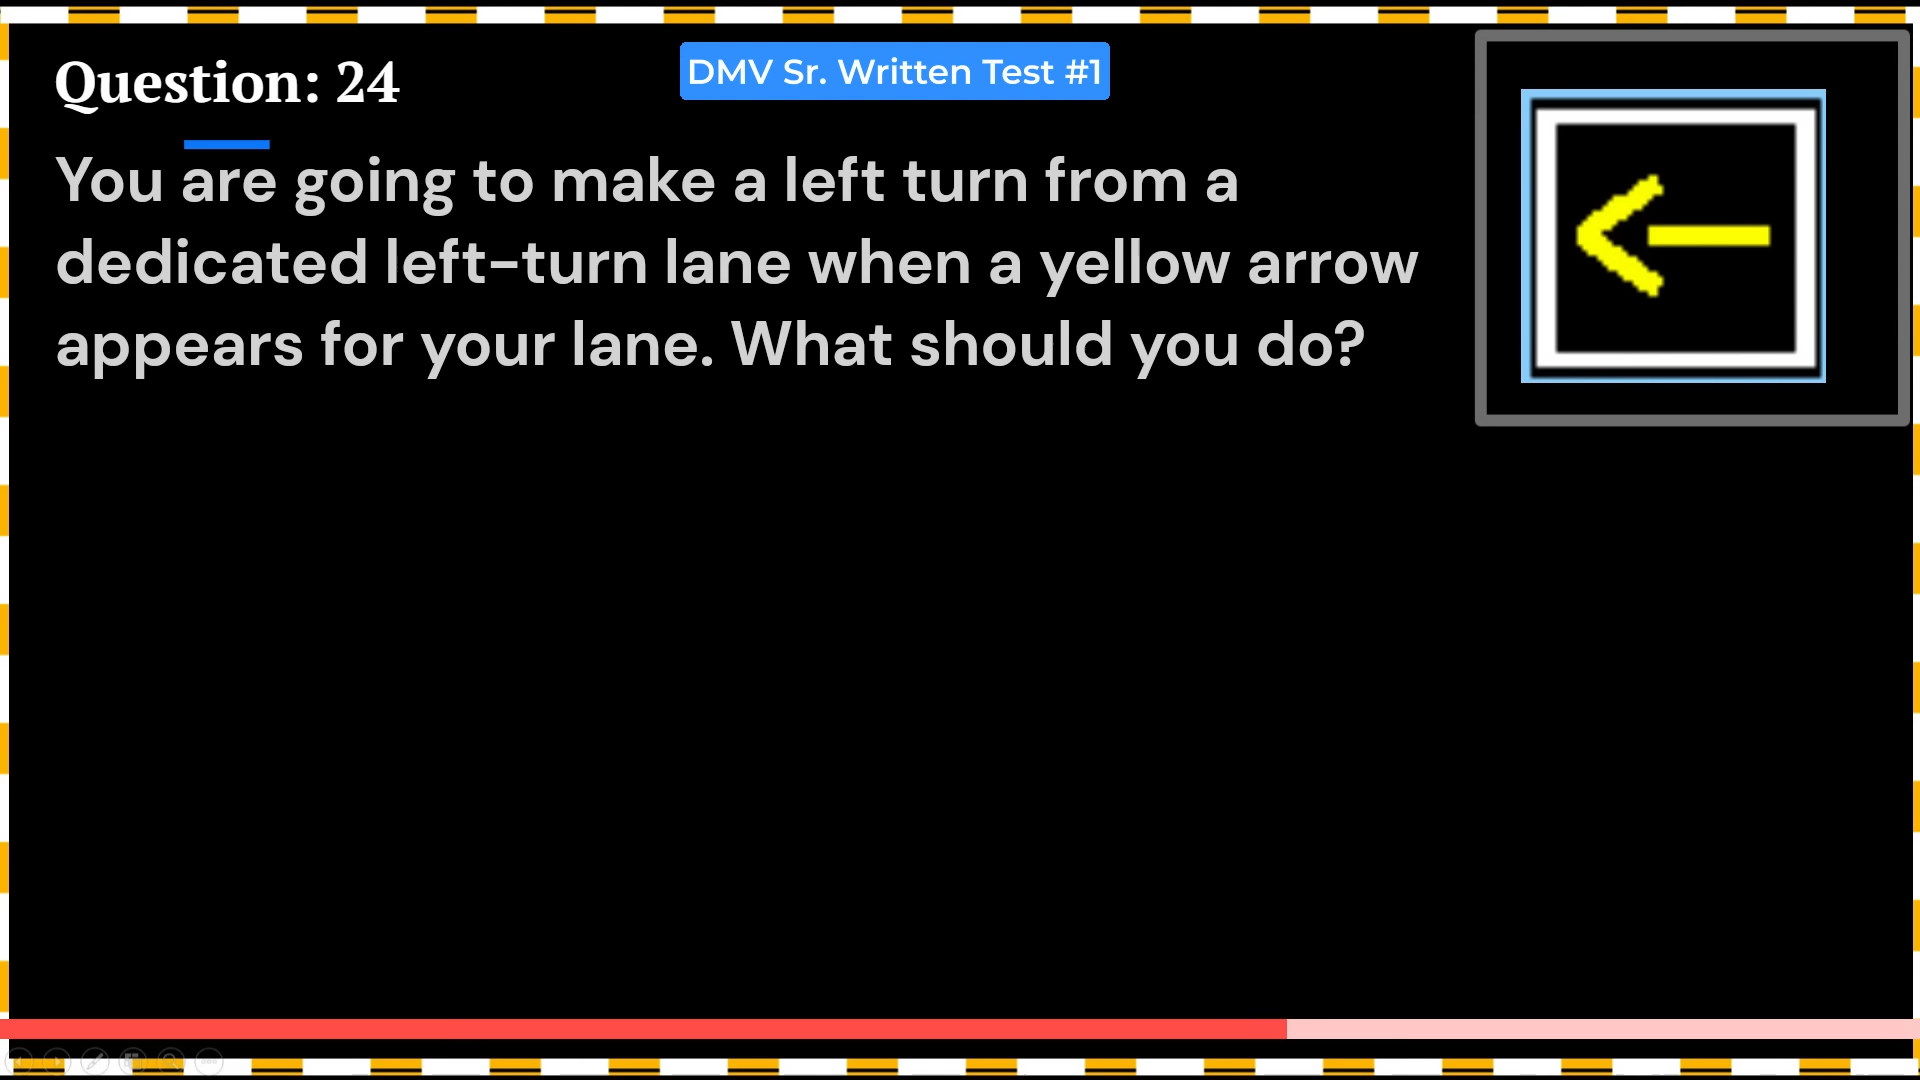 Question: 24
DMV Sr. Written Test #1
You are going to make a left turn from a
dedicated left-turn lane when a yellow arrow
appears for your lane. What should you do?